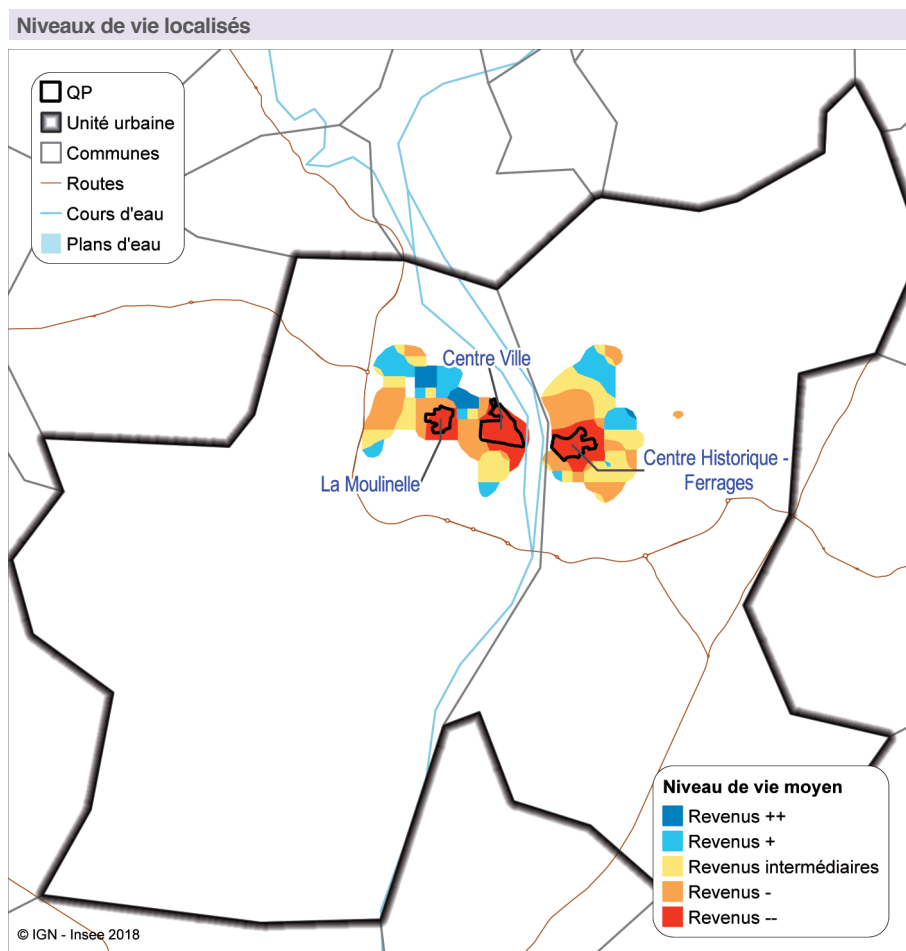 Niveaux de vie localisés
QP
Unité urbaine
Communes
Routes
Cours d'eau
Plans d'eau
Centre Ville
La Moulinelle
Centre Historique -
Ferrages
Niveau de vie moyen
Revenus ++
Revenus +
Revenus intermédiaires
Revenus -
Revenus --
© IGN - Insee 2018